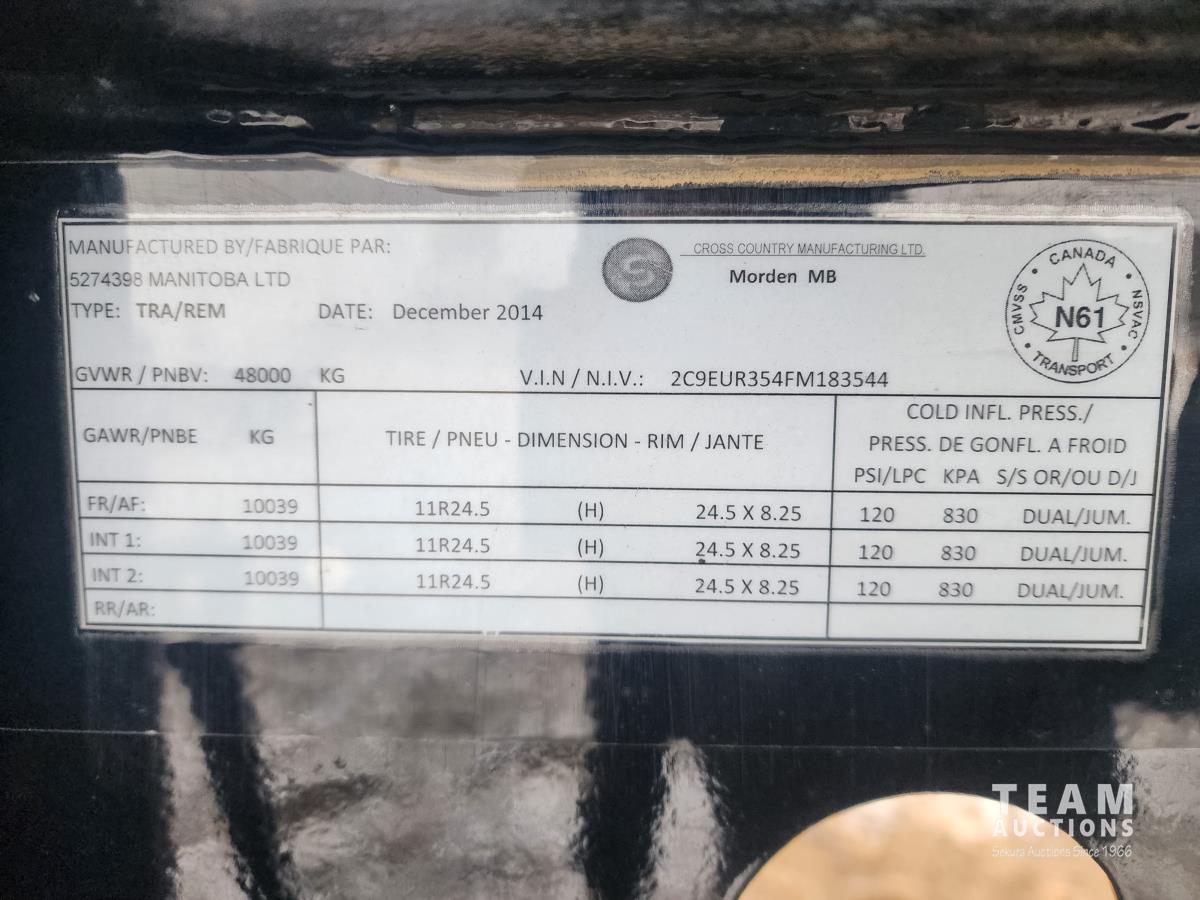 MANUFACTURED BY/FABRIQUE PAR:
5274398 MANITOBA LTD
S CROSS COUNTRY MANUFACTURING LTD.
Morden MB
TYPE: TRA/REM DATE: December 2014
CANADA
CMVSS N61 NSVAC
TRANSPORT
GVWR / PNBV: 48000 KG V.I.N / N.I.V.: 2C9EUR354FM183544
GAWR/PNBE KG TIRE / PNEU - DIMENSION - RIM / JANTE
COLD INFL. PRESS./
PRESS. DE GONFL. A FROID
PSI/LPC KPA S/S OR/OU D/J
FR/AF: 10039 11R24.5 (H) 24.5 X 8.25 120 830 DUAL/JUM.
INT 1: 10039 11R24.5 (H) 24.5 X 8.25 120 830 DUAL/JUM.
INT 2: 10039 11R24.5 (H) 24.5 X 8.25 120 830 DUAL/JUM.
RR/AR:
TEAM
AUCTIONS
Sekura Auctions Since 1966